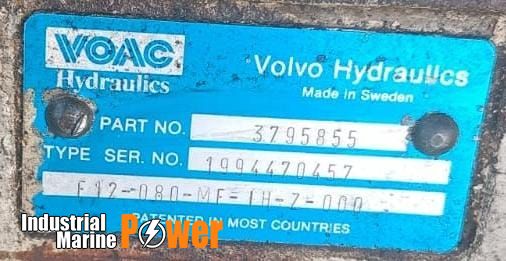 VOAC
Hydraulics
Volvo Hydraulics
Made in Sweden
PART NO. 3795855
TYPE SER. NO. 1994470457
F12-080-MF-IH-Z-000
PATENTED IN MOST COUNTRIES
Industrial
Marine Power